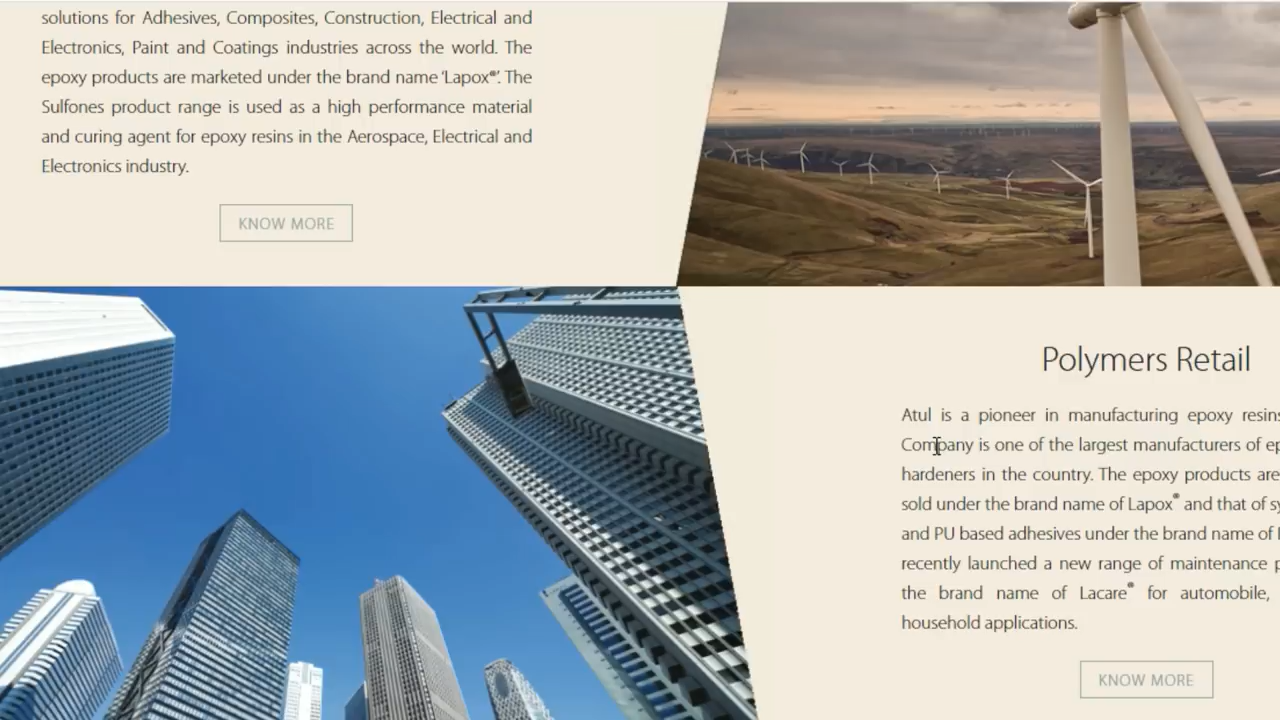 solutions for Adhesives, Composites, Construction, Electrical and
Electronics, Paint and Coatings industries across the world. The
epoxy products are marketed under the brand name ‘Lapox®’. The
Sulfones product range is used as a high performance material
and curing agent for epoxy resins in the Aerospace, Electrical and
Electronics industry.
KNOW MORE
Polymers Retail
Atul is a pioneer in manufacturing epoxy resins
Company is one of the largest manufacturers of
hardeners in the country. The epoxy products are
sold under the brand name of Lapox® and that of
and PU based adhesives under the brand name of
recently launched a new range of maintenance
the brand name of Lacare® for automobile,
household applications.
KNOW MORE